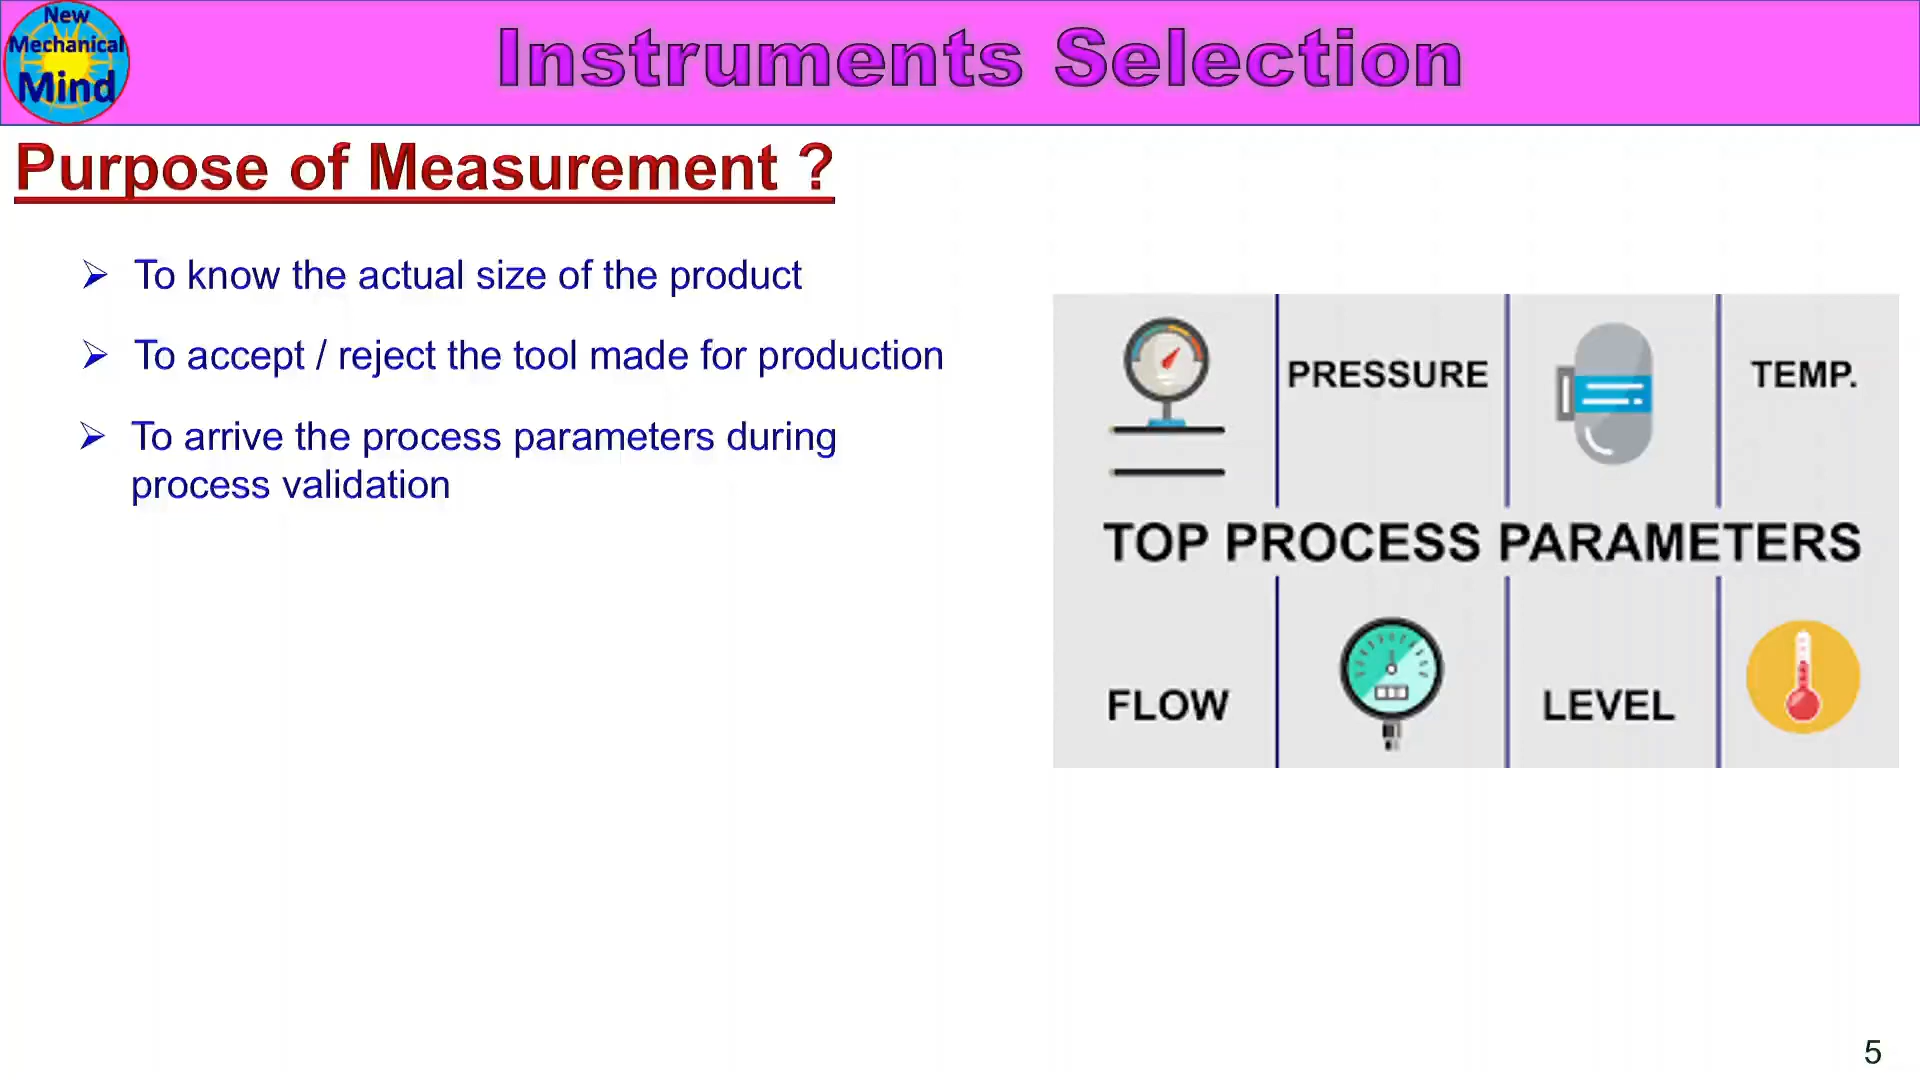 New
Mechanical
Mind
Instruments Selection
Purpose of Measurement ?
➢ To know the actual size of the product
➢ To accept / reject the tool made for production
➢ To arrive the process parameters during
process validation
PRESSURE
TEMP.
TOP PROCESS PARAMETERS
FLOW
LEVEL
5